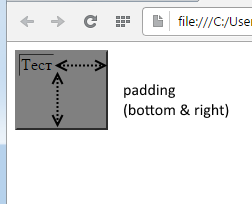 file:///C:/User
Тест
padding
(bottom & right)